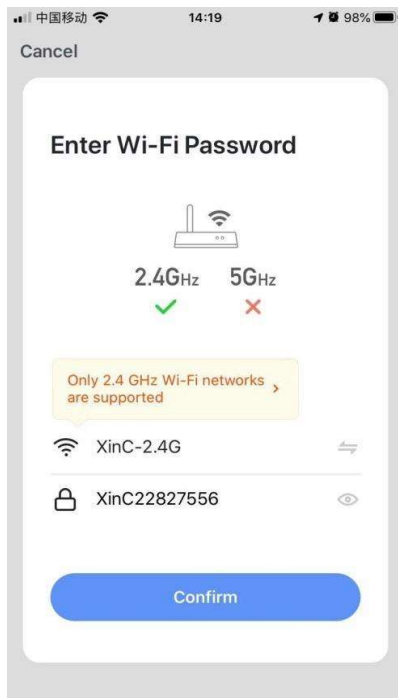 中国移动 14:19 98%
Cancel
Enter Wi-Fi Password
2.4GHz 5GHz
Only 2.4 GHz Wi-Fi networks
are supported
XinC-2.4G
XinC22827556
Confirm